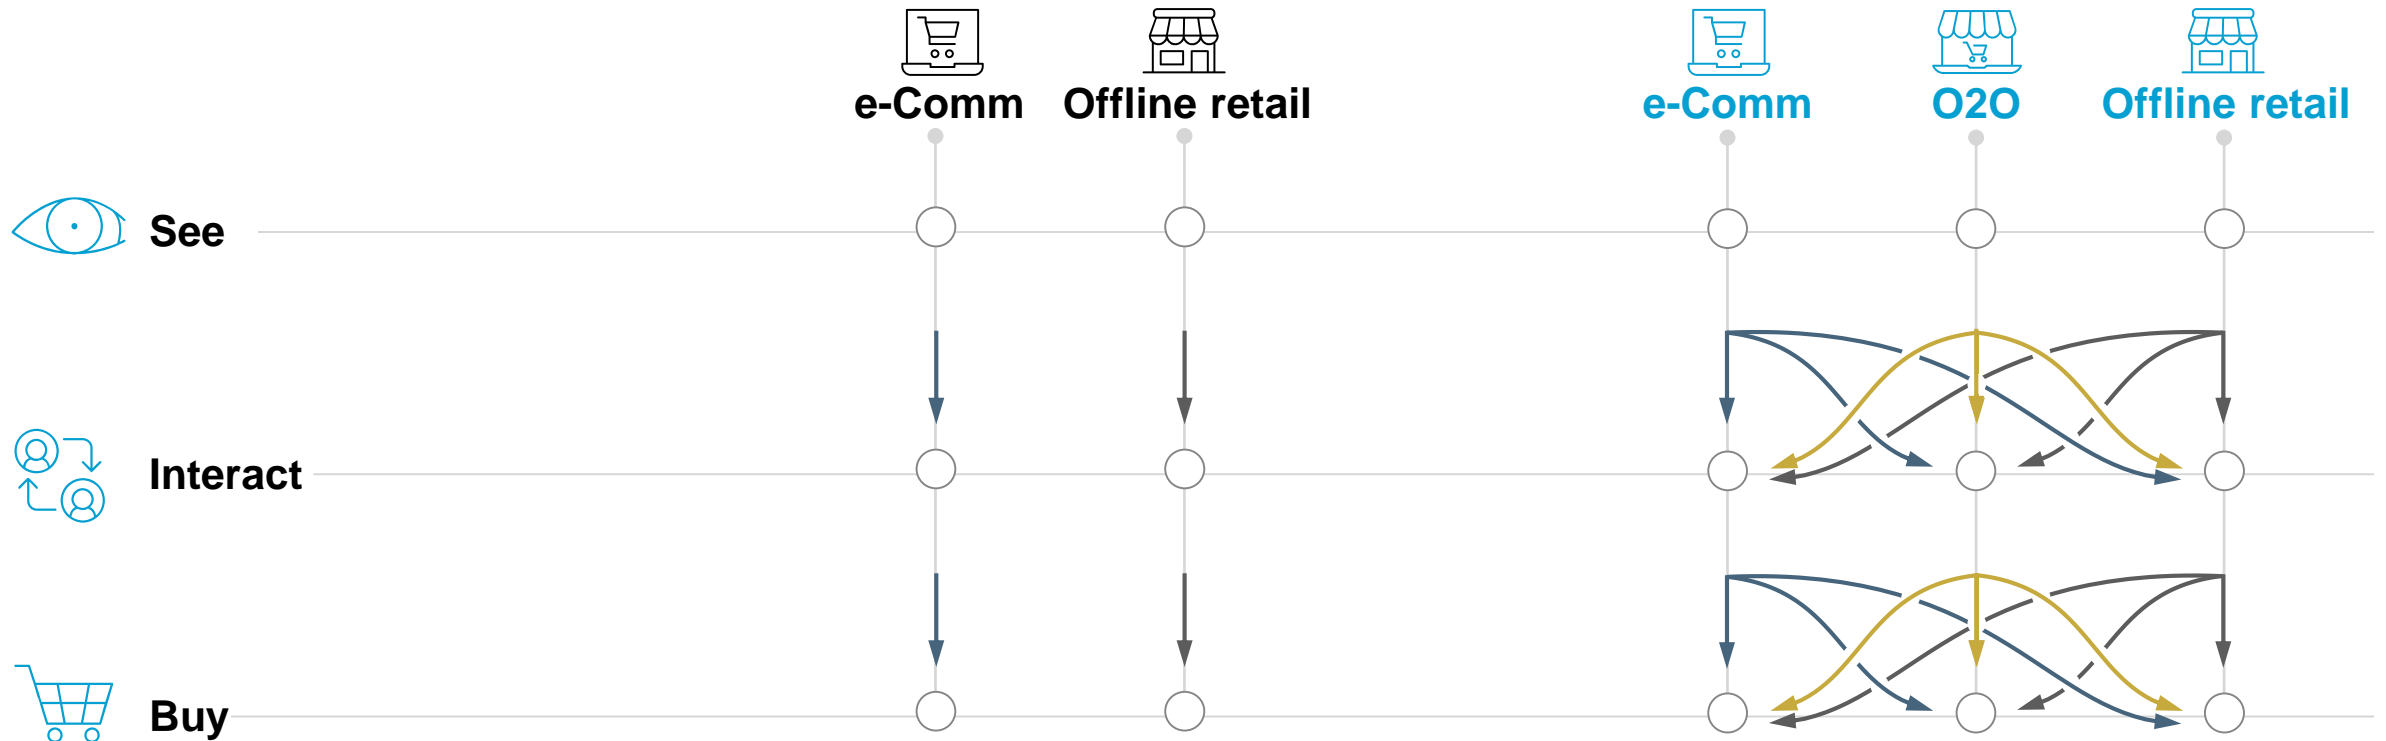 e-Comm
Offline retail
e-Comm
O2O
Offline retail
See
Interact
Buy